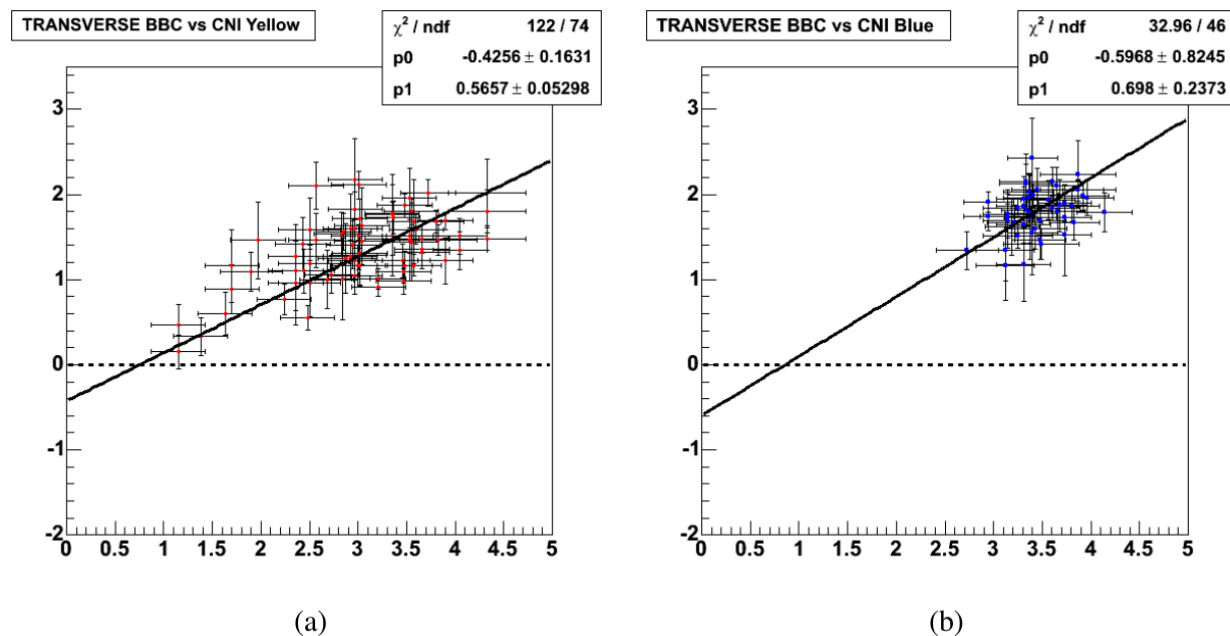 TRANSVERSE BBC vs CNI Yellow
χ² / ndf 122 / 74
p0 -0.4256 ± 0.1631
p1 0.5657 ± 0.05298
3
2
1
0
-1
-2
0 0.5 1 1.5 2 2.5 3 3.5 4 4.5 5
(a)
TRANSVERSE BBC vs CNI Blue
χ² / ndf 32.96 / 46
p0 -0.5968 ± 0.8245
p1 0.698 ± 0.2373
3
2
1
0
-1
-2
0 0.5 1 1.5 2 2.5 3 3.5 4 4.5 5
(b)